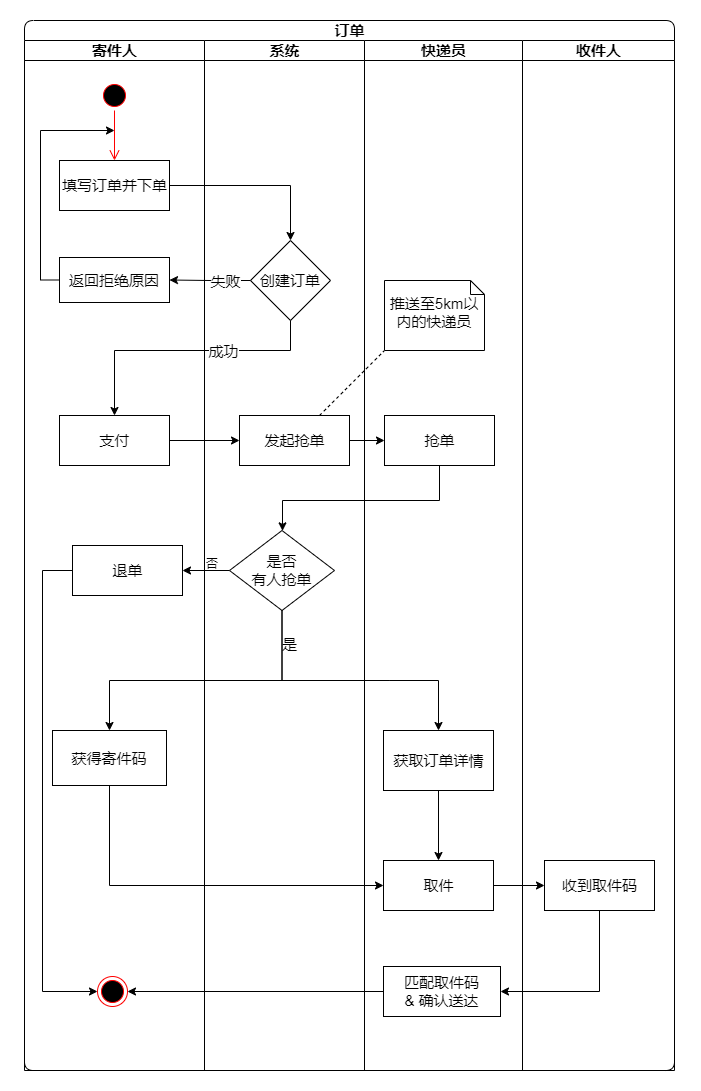 订单
寄件人
系统
快递员
收件人
填写订单并下单
返回拒绝原因
失败
创建订单
推送至5km以
内的快递员
成功
支付
发起抢单
抢单
退单
否
是否
有人抢单
是
获得寄件码
获取订单详情
取件
收到取件码
匹配取件码
& 确认送达